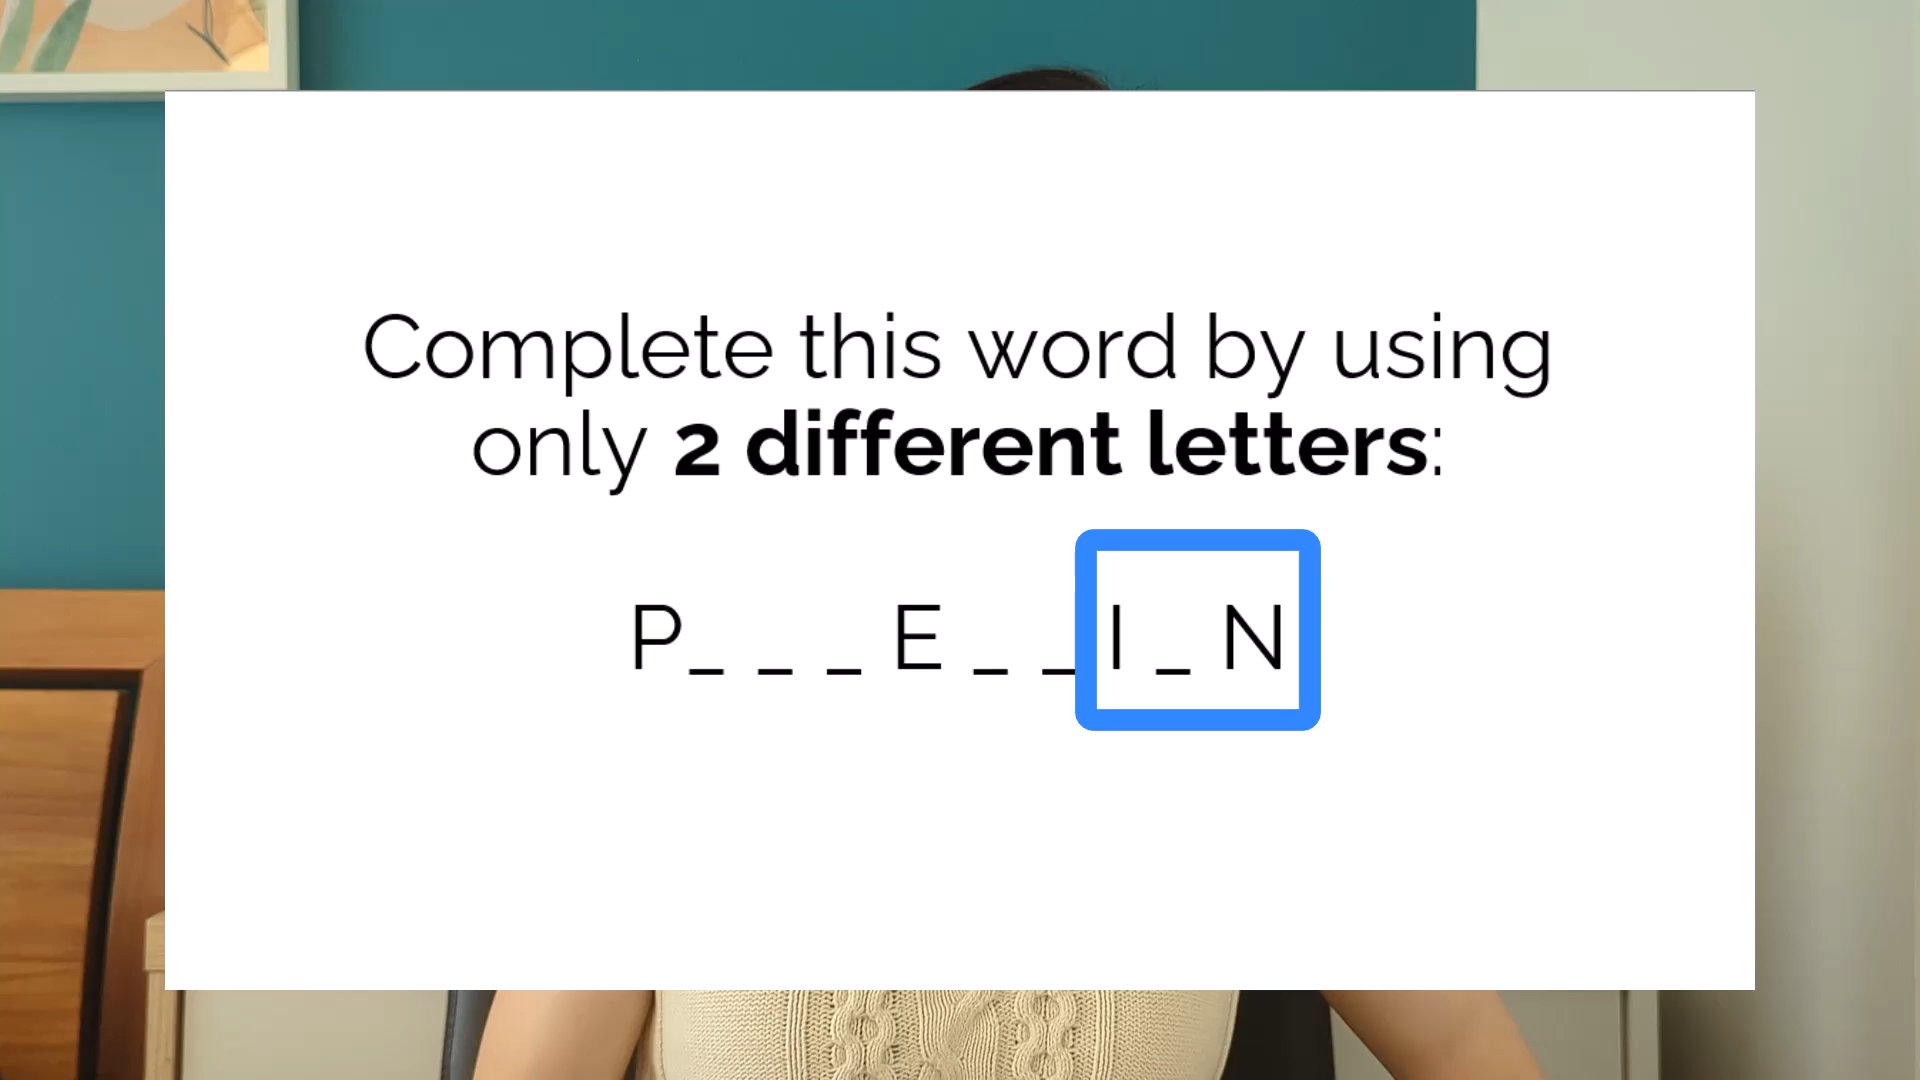 Complete this word by using
only 2 different letters:
P_ _ _ E _ _ I _ N